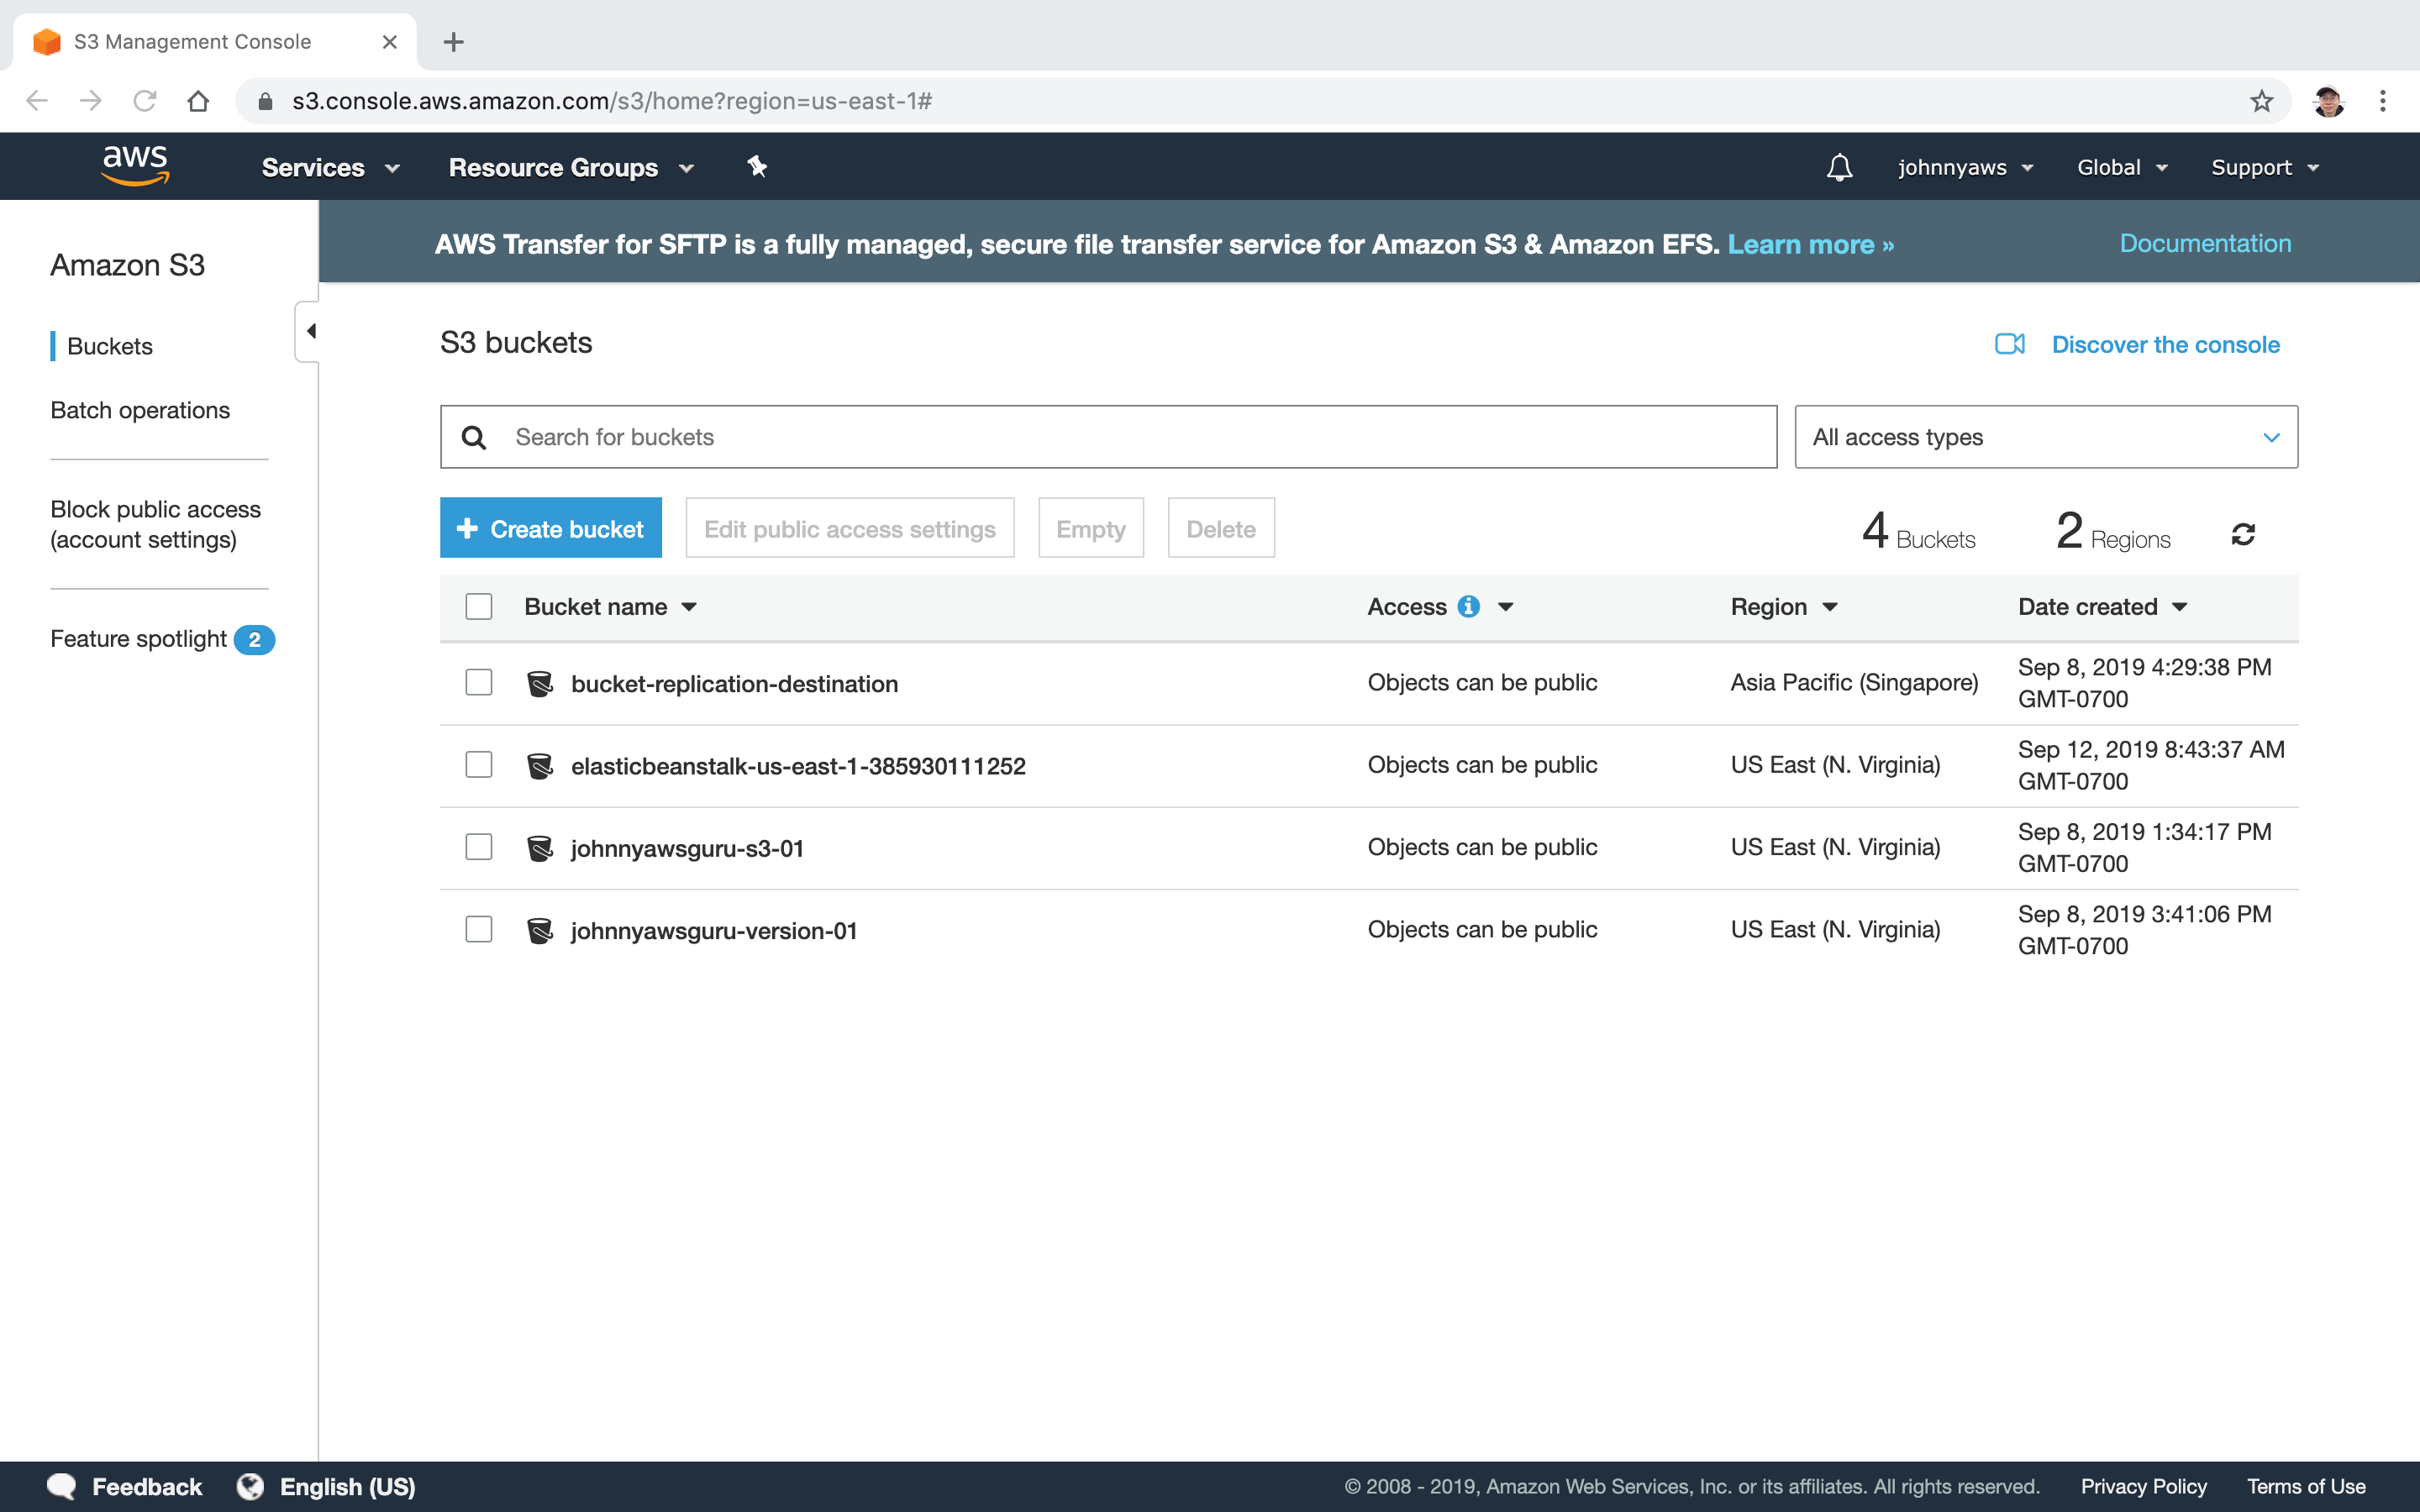 S3 Management Console
s3.console.aws.amazon.com/s3/home?region=us-east-1#
aws Services Resource Groups johnnyaws Global Support
AWS Transfer for SFTP is a fully managed, secure file transfer service for Amazon S3 & Amazon EFS. Learn more » Documentation
Amazon S3
Buckets
Batch operations
Block public access
(account settings)
Feature spotlight 2
S3 buckets Discover the console
Search for buckets All access types
Create bucket Edit public access settings Empty Delete 4 Buckets 2 Regions
Bucket name Access Region Date created
bucket-replication-destination Objects can be public Asia Pacific (Singapore) Sep 8, 2019 4:29:38 PM
GMT-0700
elasticbeanstalk-us-east-1-385930111252 Objects can be public US East (N. Virginia) Sep 12, 2019 8:43:37 AM
GMT-0700
johnnyawsguru-s3-01 Objects can be public US East (N. Virginia) Sep 8, 2019 1:34:17 PM
GMT-0700
johnnyawsguru-version-01 Objects can be public US East (N. Virginia) Sep 8, 2019 3:41:06 PM
GMT-0700
Feedback English (US) © 2008 - 2019, Amazon Web Services, Inc. or its affiliates. All rights reserved. Privacy Policy Terms of Use